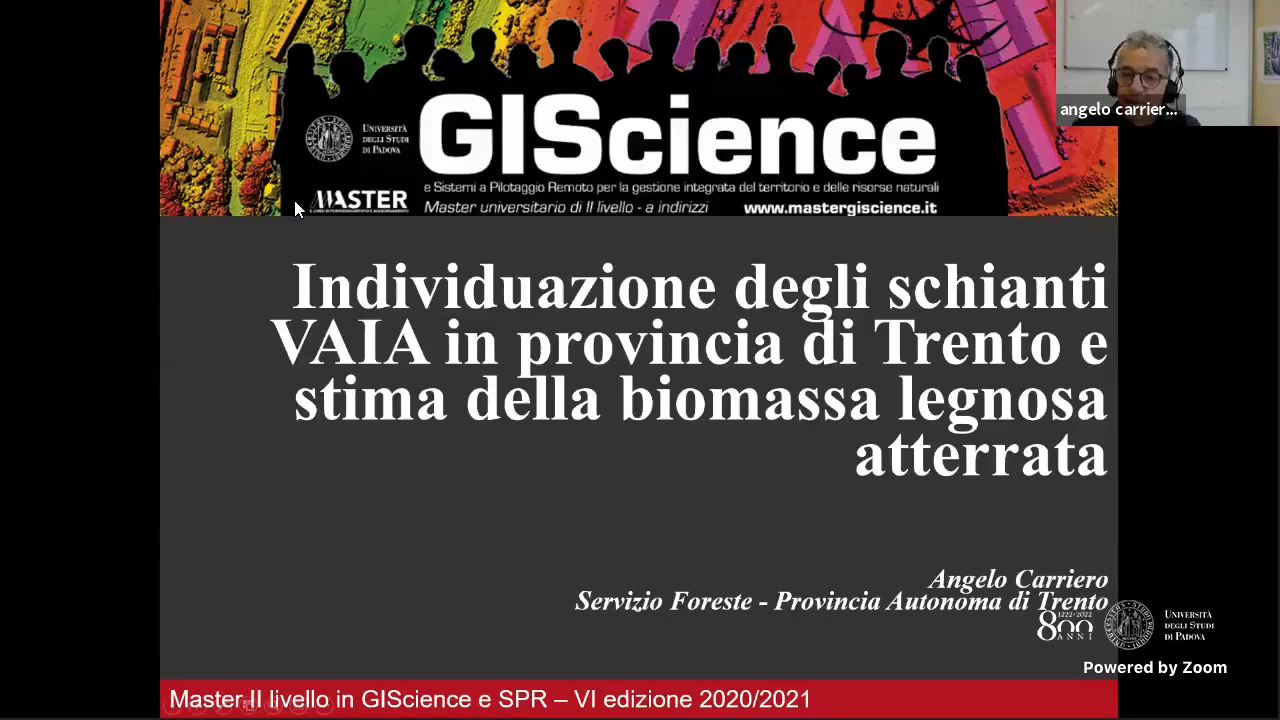 angelo carrier...
UNIVERSITÀ
DEGLI STUDI
DI PADOVA
GIScience
e Sistemi a Pilotaggio Remoto per la gestione integrata del territorio e delle risorse naturali
MASTER
Master universitario di II livello - a indirizzi
www.mastergiscience.it
Individuazione degli schianti
VAIA in provincia di Trento e
stima della biomassa legnosa
atterrata
Angelo Carriero
Servizio Foreste - Provincia Autonoma di Trento
1222·2022
800
ANNI
UNIVERSITÀ
DEGLI STUDI
DI PADOVA
Powered by Zoom
Master II livello in GIScience e SPR – VI edizione 2020/2021